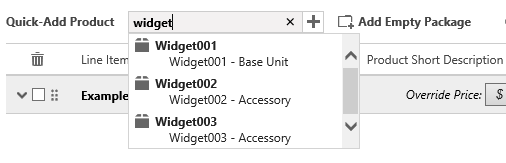 Quick-Add Product widget Add Empty Package
Line Item Product Short Description
Widget001
Widget001 - Base Unit
Widget002
Widget002 - Accessory
Example Override Price: $
Widget003
Widget003 - Accessory